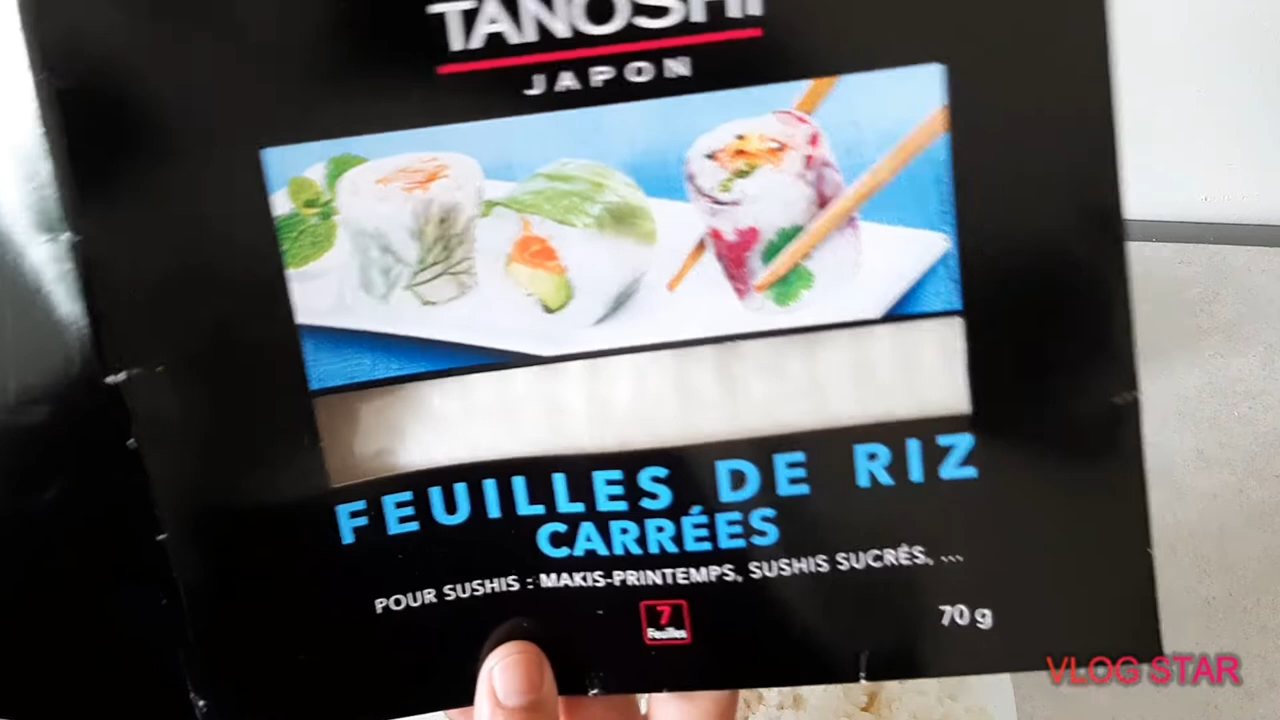 TANOSHI
JAPON
FEUILLES DE RIZ
CARRÉES
POUR SUSHIS : MAKIS-PRINTEMPS, SUSHIS SUCRÉS, ...
7
Feuilles
70 g
VLOG STAR